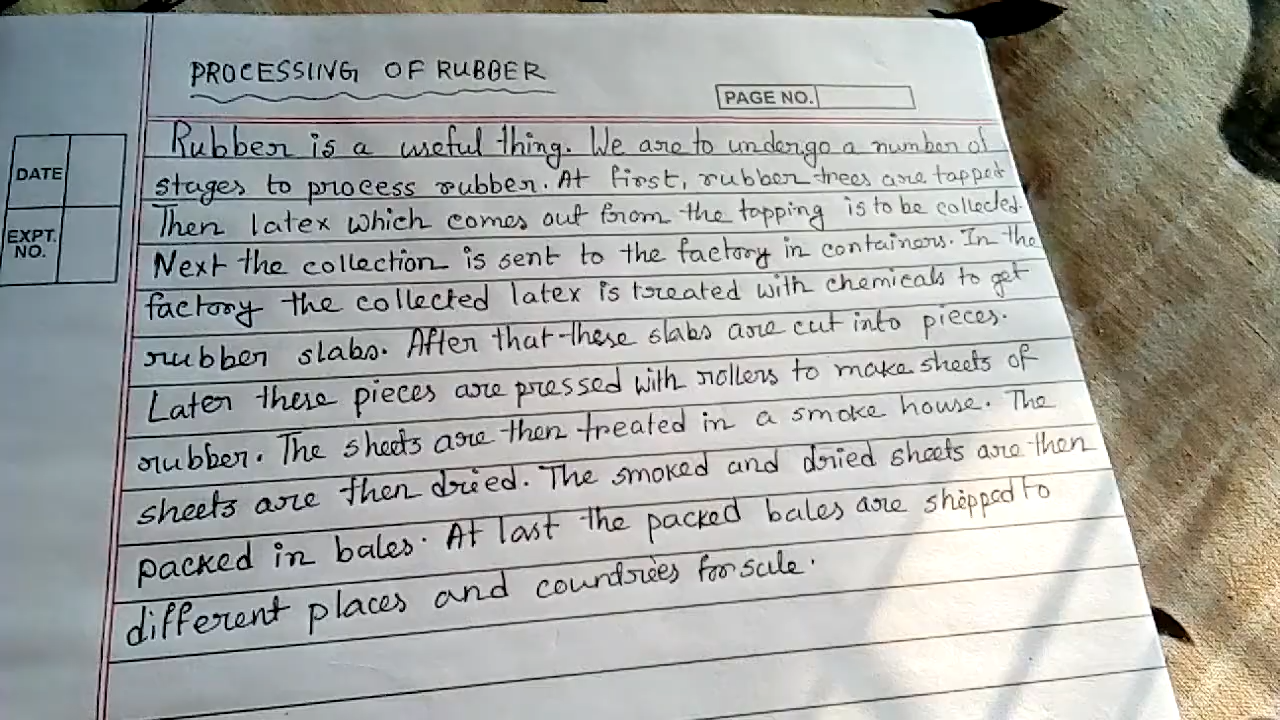 PROCESSING OF RUBBER
PAGE NO.
DATE
EXPT. NO.
Rubber is a useful thing. We are to undergo a number of
stages to process rubber. At first, rubber trees are tapped
Then latex which comes out from the tapping is to be collected.
Next the collection is sent to the factory in containers. In the
factory the collected latex is treated with chemicals to get
rubber slabs. After that these slabs are cut into pieces.
Later these pieces are pressed with rollers to make sheets of
rubber. The sheets are then treated in a smoke house. The
sheets are then dried. The smoked and dried sheets are then
packed in bales. At last the packed bales are shipped to
different places and countries for sale.